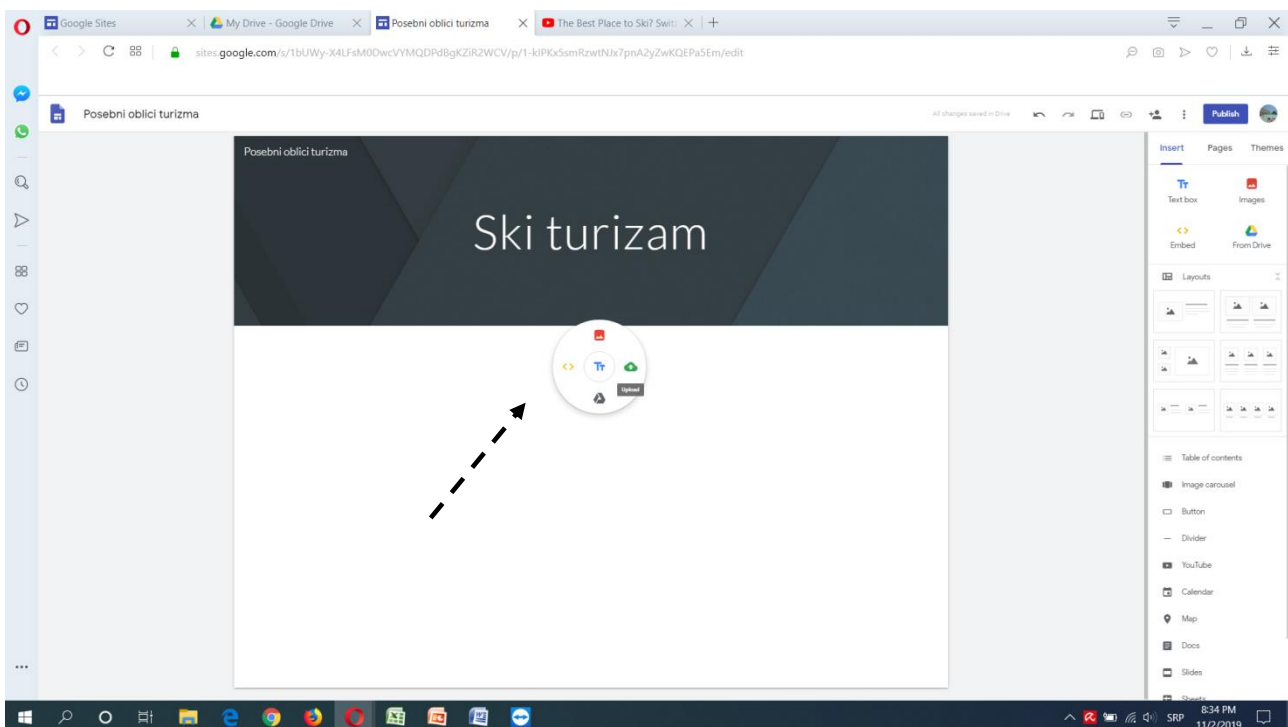 Google Sites
My Drive - Google Drive
Posebni oblici turizma
The Best Place to Ski? Swit
sites.google.com/s/1bUWy-X4LFsM0DwcVYMQDPdBgKZiR2WCV/p/1-kIPKx5smRzwtNJx7pnA2yZwKQEPa5Em/edit
Posebni oblici turizma
All changes saved in Drive
Publish
Posebni oblici turizma
Ski turizam
Upload
Insert Pages Themes
Text box Images
Embed From Drive
Layouts
Table of contents
Image carousel
Button
Divider
YouTube
Calendar
Map
Docs
Slides
Sheets
SRP
8:34 PM
11/2/2019